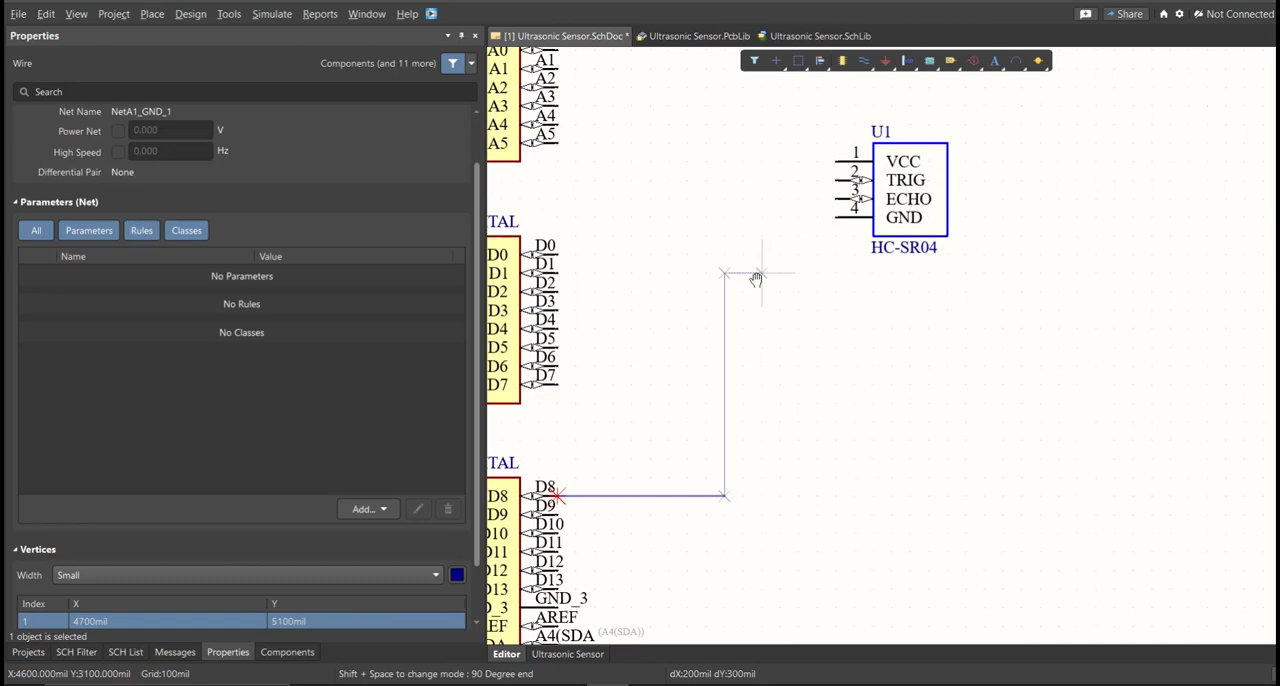 File Edit View Project Place Design Tools Simulate Reports Window Help Share Not Connected
Properties
[1] Ultrasonic Sensor.SchDoc * Ultrasonic Sensor.PcbLib Ultrasonic Sensor.SchLib
Wire Components (and 11 more)
Search
Net Name NetA1_GND_1
Power Net 0.000 V
High Speed 0.000 Hz
Differential Pair None
Parameters (Net)
All Parameters Rules Classes
Name Value
No Parameters
No Rules
No Classes
Add...
Vertices
Width Small
Index X Y
1 4700mil 5100mil
1 object is selected
Projects SCH Filter SCH List Messages Properties Components
Editor Ultrasonic Sensor
X:4600.000mil Y:3100.000mil Grid:100mil Shift + Space to change mode : 90 Degree end dX:200mil dY:300mil
A0
A1 A1
A2 A2
A3 A3
A4 A4
A5 A5
TAL
D0 D0
D1 D1
D2 D2
D3 D3
D4 D4
D5 D5
D6 D6
D7 D7
TAL
D8 D8
D9 D9
D10 D10
D11 D11
D12 D12
D13 D13
GND_3
AREF
A4(SDA (A4(SDA))
U1
1 VCC
2 TRIG
3 ECHO
4 GND
HC-SR04